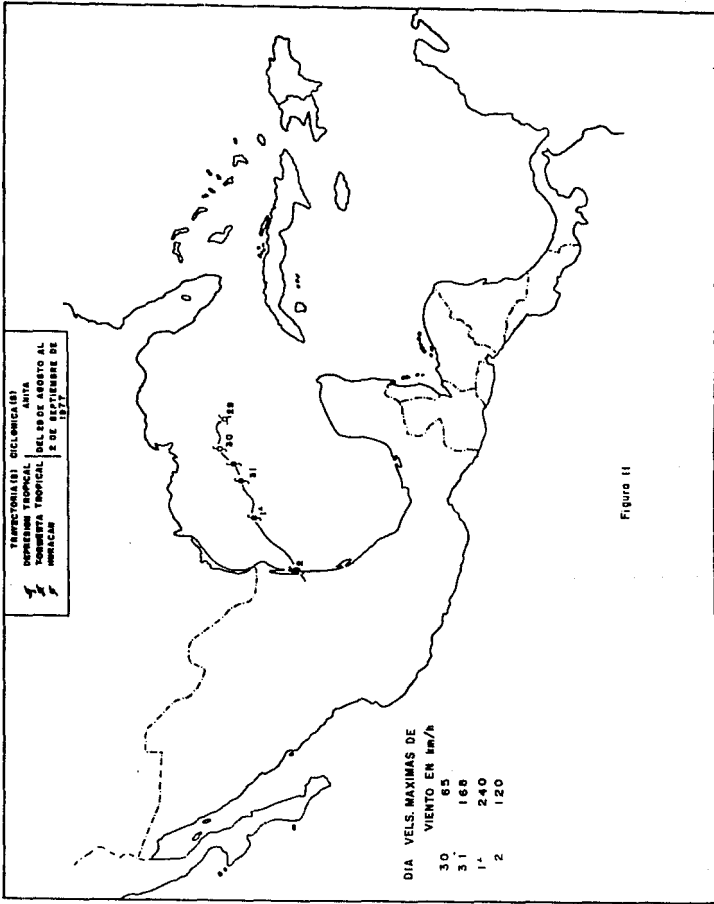 TRAYECTORIA(S) CICLONICA(S)
DEPRESION TROPICAL ANITA
TORMENTA TROPICAL DEL 29 DE AGOSTO AL
HURACAN 2 DE SEPTIEMBRE DE
1977
29
30
31
1º
2
DIA VELS. MAXIMAS DE
VIENTO EN km/h
30 65
31 168
1º 240
2 120
Figura 11